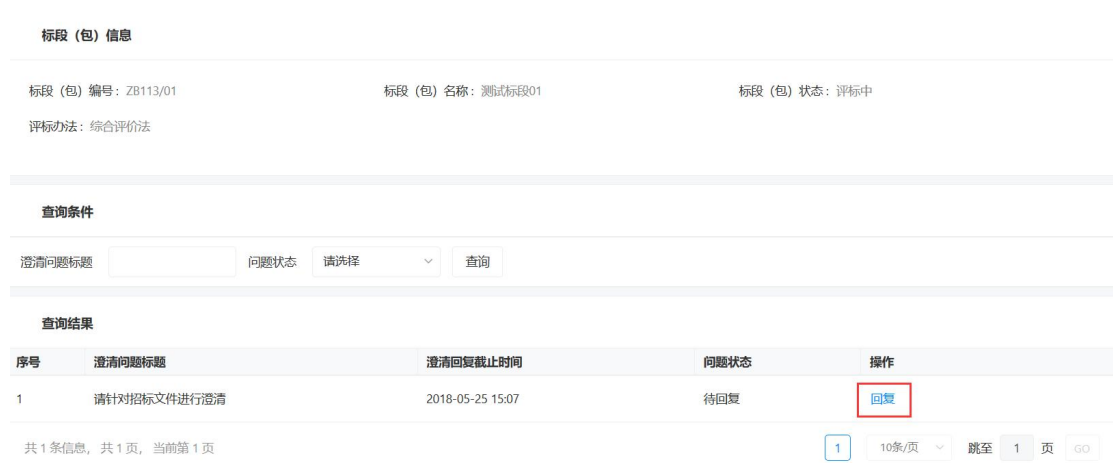 标段（包）信息
标段（包）编号：ZB113/01 标段（包）名称：测试标段01 标段（包）状态：评标中
评标办法：综合评价法
查询条件
澄清问题标题 问题状态 请选择 查询
查询结果
序号 澄清问题标题 澄清回复截止时间 问题状态 操作
1 请针对招标文件进行澄清 2018-05-25 15:07 待回复 回复
共1条信息，共1页，当前第1页 1 10条/页 跳至 1 页 GO